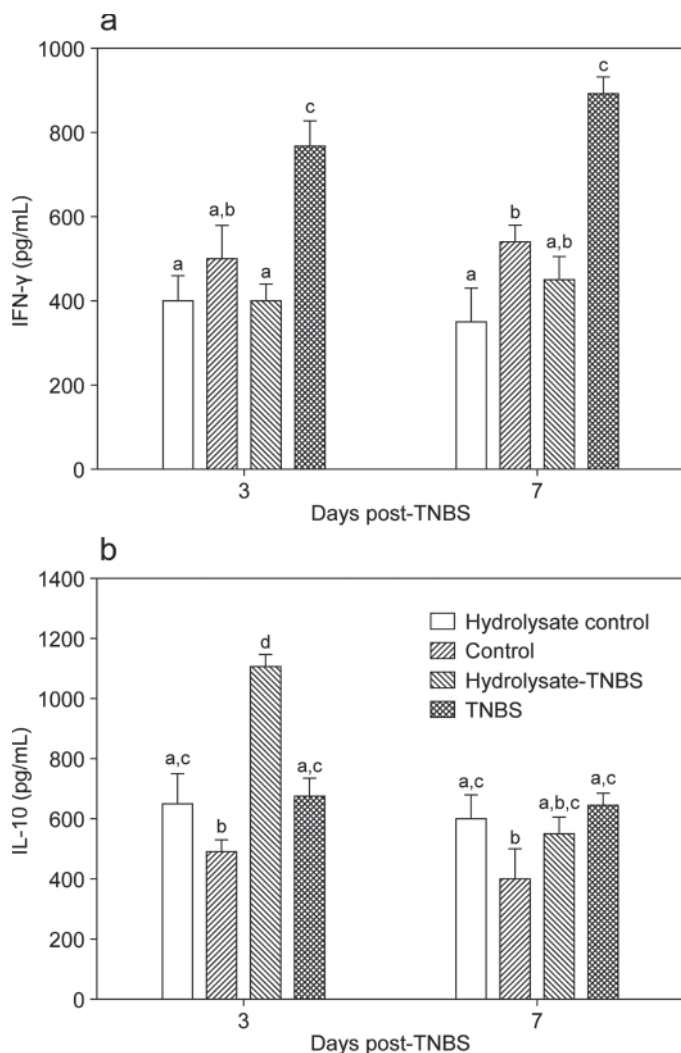 a
1000
800
600
400
200
0
IFN-γ (pg/mL)
a a,b a c
a b a,b c
3 7
Days post-TNBS
b
1400
1200
1000
800
600
400
200
0
IL-10 (pg/mL)
Hydrolysate control
Control
Hydrolysate-TNBS
TNBS
a,c b d a,c
a,c b a,b,c a,c
3 7
Days post-TNBS